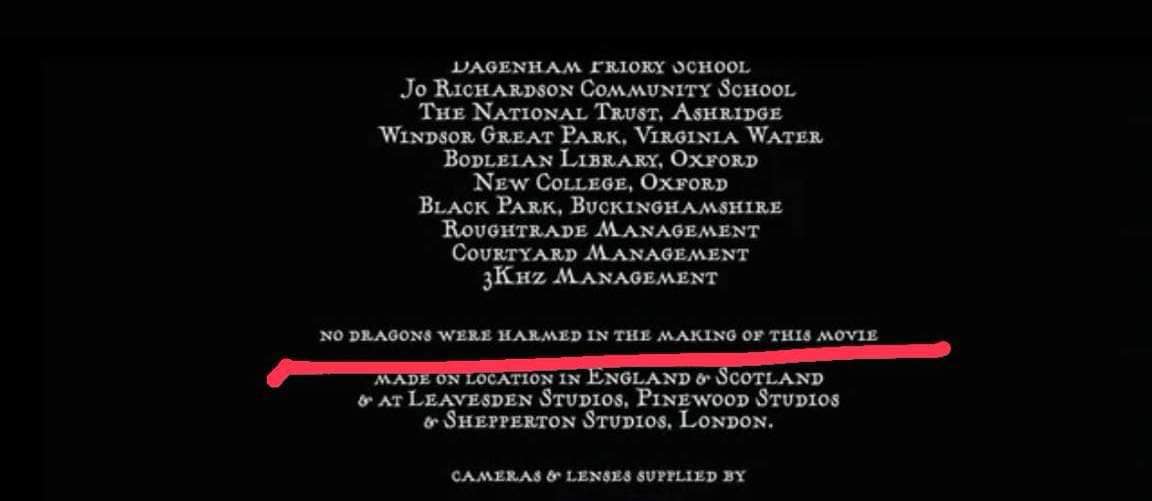 Dagenham Priory School
Jo Richardson Community School
The National Trust, Ashridge
Windsor Great Park, Virginia Water
Bodleian Library, Oxford
New College, Oxford
Black Park, Buckinghamshire
Roughtrade Management
Courtyard Management
3KHz Management
no dragons were harmed in the making of this movie
made on location in England & Scotland
& at Leavesden Studios, Pinewood Studios
& Shepperton Studios, London.
cameras & lenses supplied by